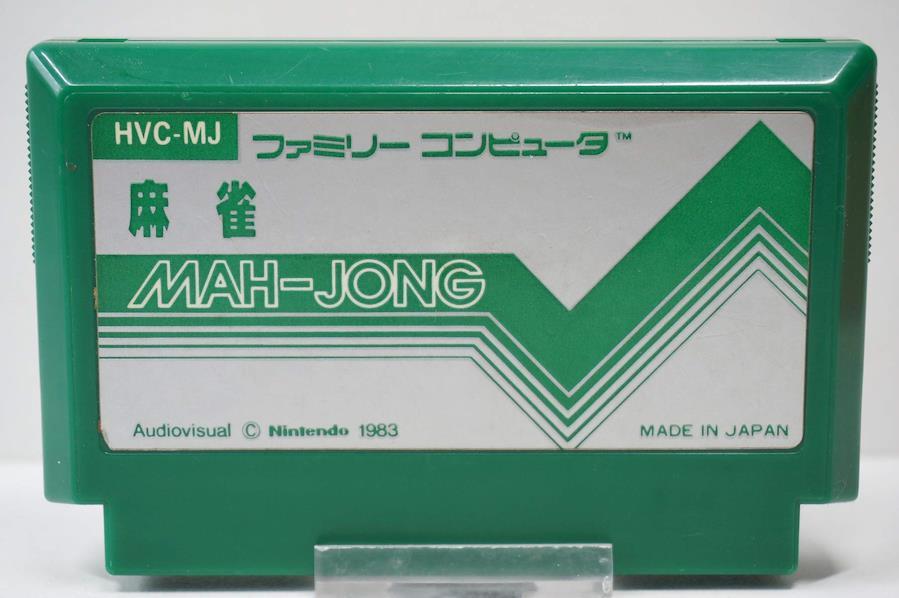 HVC-MJ
ファミリー コンピュータ™
麻雀
MAH-JONG
Audiovisual © Nintendo 1983
MADE IN JAPAN